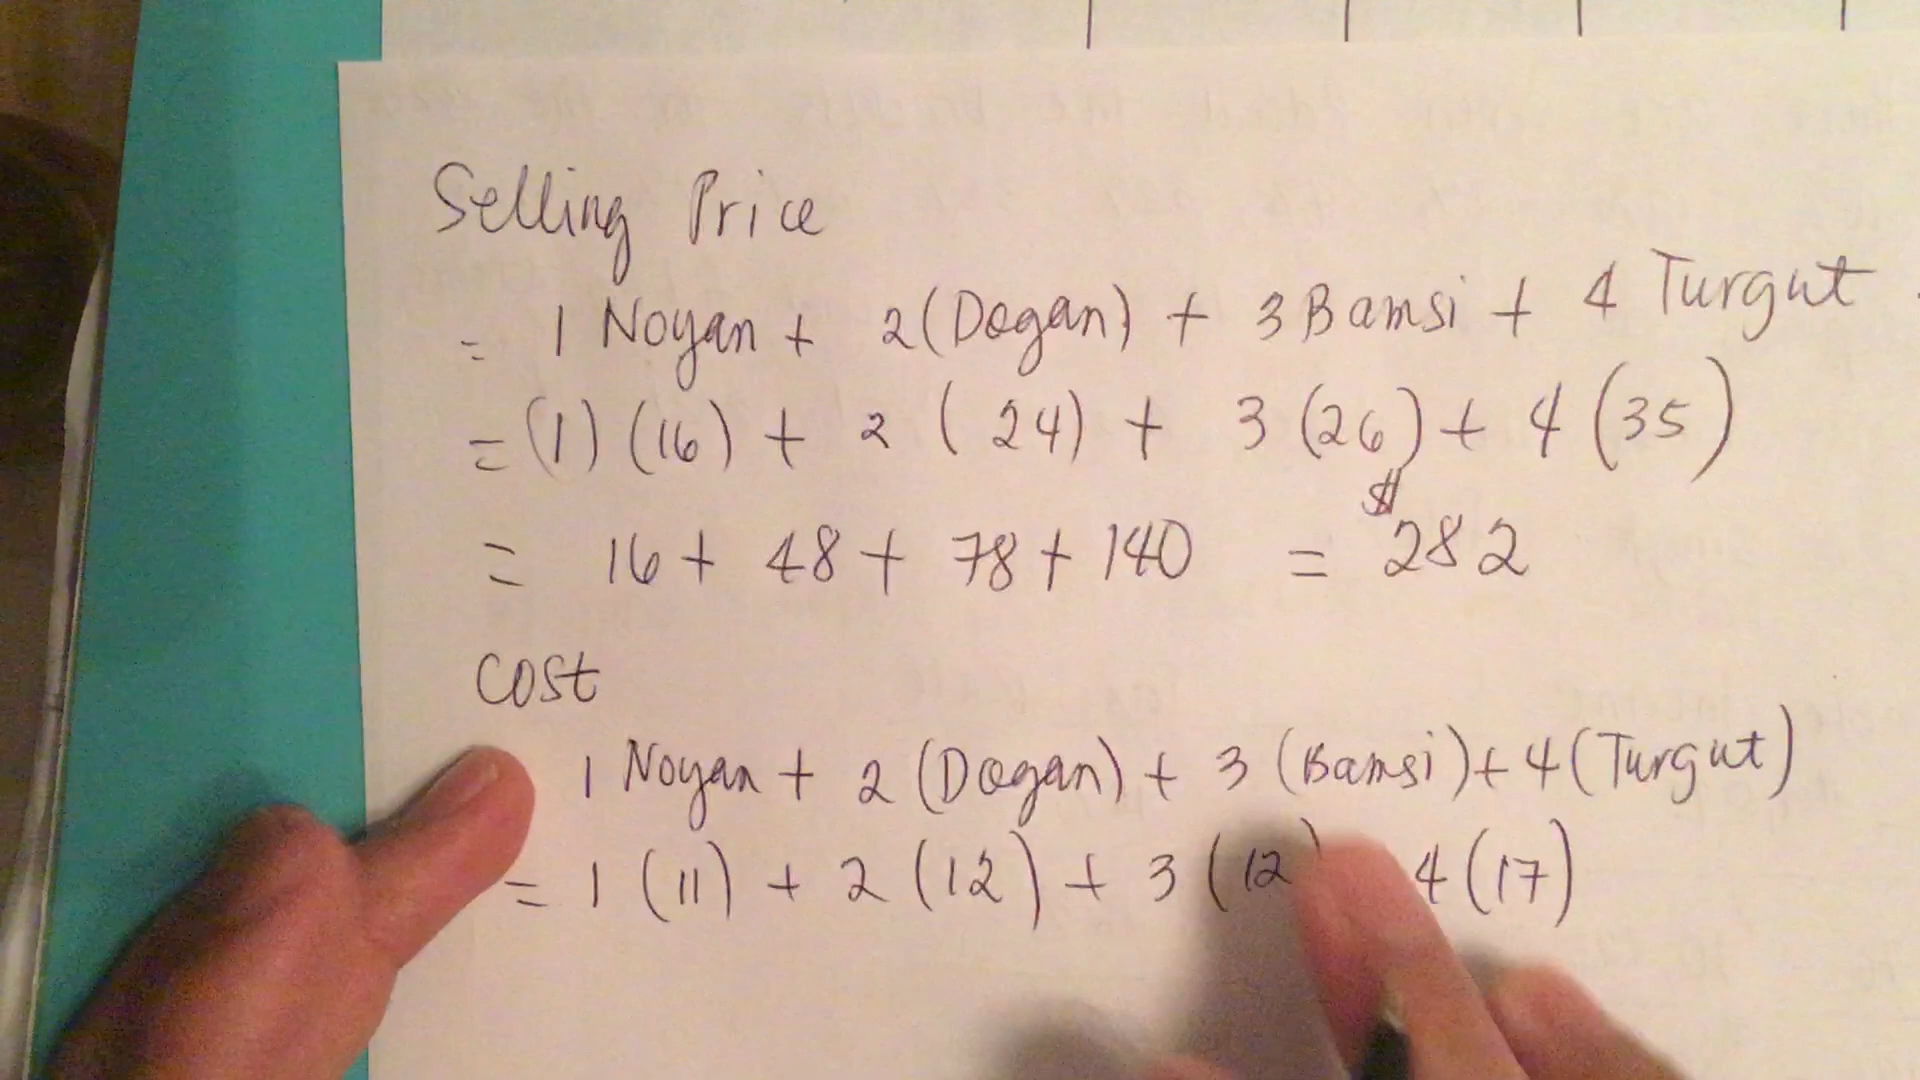 Selling Price
= 1 Noyan + 2 (Dogan) + 3 Bamsi + 4 Turgut
= (1) (16) + 2 ( 24) + 3 (26) + 4 (35)
= 16 + 48 + 78 + 140 = $282
Cost
1 Noyan + 2 (Dogan) + 3 (Bamsi) + 4 (Turgut)
= 1 (11) + 2 (12) + 3 (12) 4 (17)